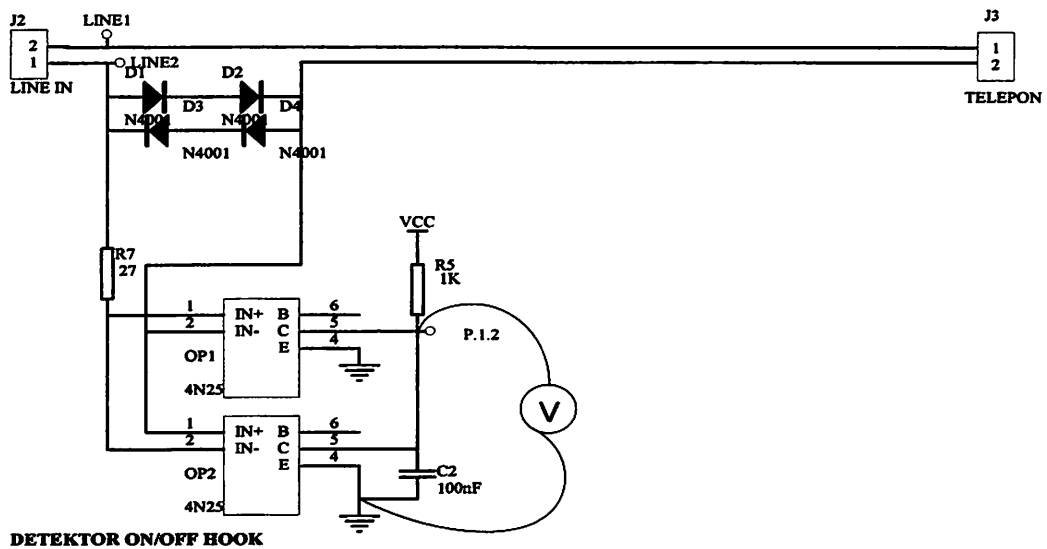 J2
LINE1
J3
2
1
LINE2
1
2
LINE IN
TELEPON
D1
D2
D3
D4
N4001
N4001
N4001
N4001
VCC
R7
27
R5
1K
1
2
IN+ B
IN- C
E
6
5
4
P.1.2
OP1
4N25
V
1
2
IN+ B
IN- C
E
6
5
4
OP2
4N25
C2
100nF
DETEKTOR ON/OFF HOOK